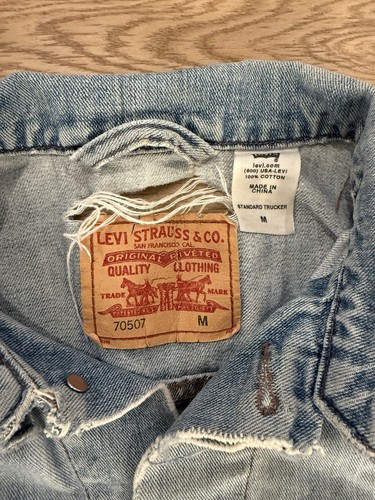 levi.com
(800) USA-LEVI
100% COTTON
MADE IN
CHINA
STANDARD TRUCKER
M
LEVI STRAUSS & CO.
SAN FRANCISCO CAL.
ORIGINAL RIVETED
QUALITY CLOTHING
TRADE MARK
70507 M